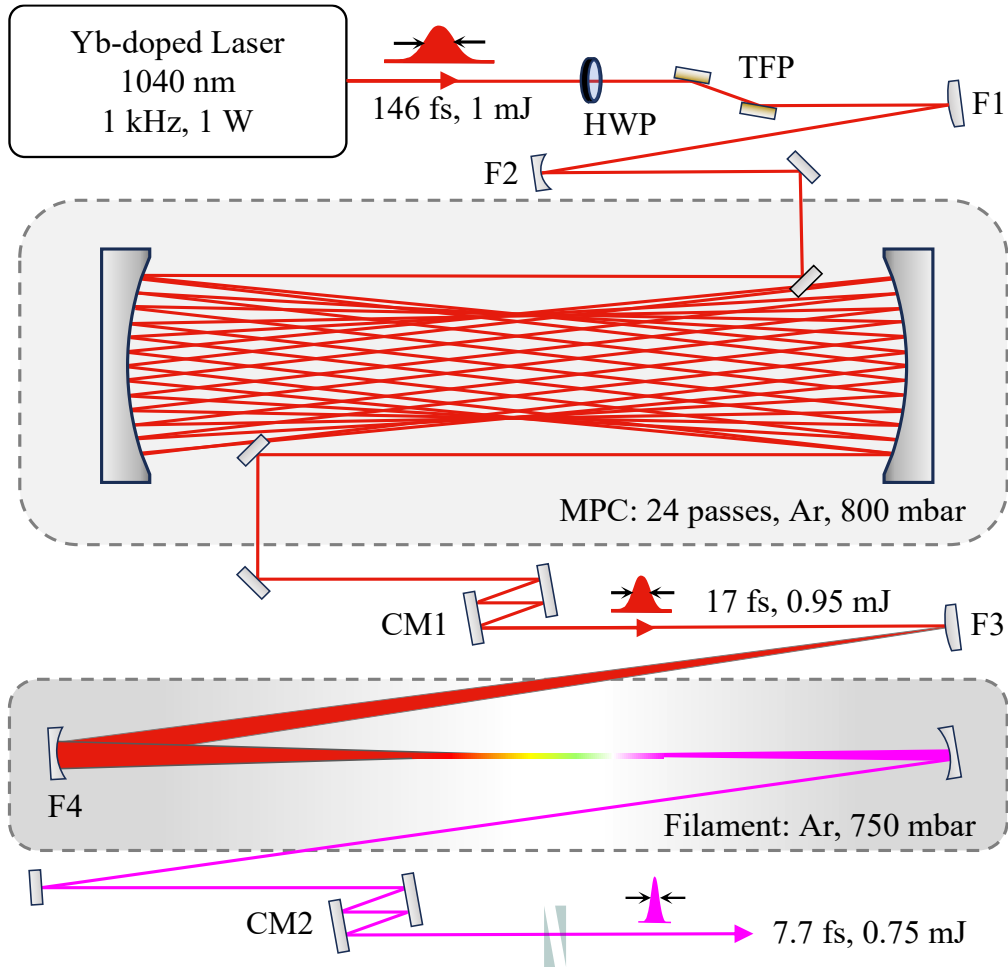 Yb-doped Laser
1040 nm
1 kHz, 1 W
146 fs, 1 mJ
HWP
TFP
F1
F2
MPC: 24 passes, Ar, 800 mbar
CM1
17 fs, 0.95 mJ
F3
F4
Filament: Ar, 750 mbar
CM2
7.7 fs, 0.75 mJ